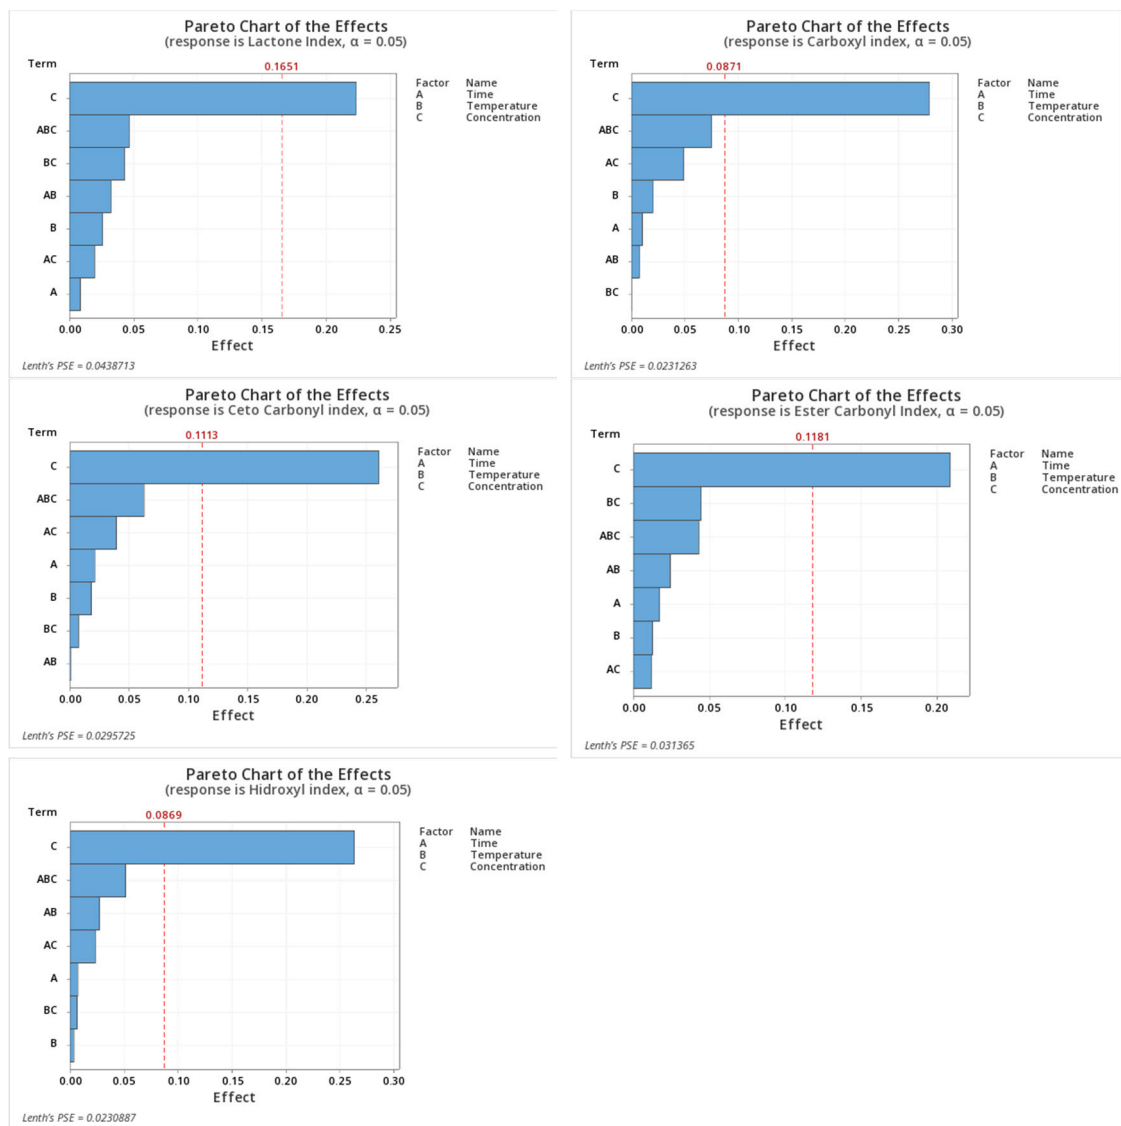 Pareto Chart of the Effects
(response is Lactone Index, α = 0.05)
Term
0.1651
C
ABC
BC
AB
B
AC
A
0.00 0.05 0.10 0.15 0.20 0.25
Effect
Factor Name
A Time
B Temperature
C Concentration
Lenth's PSE = 0.0438713
Pareto Chart of the Effects
(response is Carboxyl index, α = 0.05)
Term
0.0871
C
ABC
AC
B
A
AB
BC
0.00 0.05 0.10 0.15 0.20 0.25 0.30
Effect
Factor Name
A Time
B Temperature
C Concentration
Lenth's PSE = 0.0231263
Pareto Chart of the Effects
(response is Ceto Carbonyl index, α = 0.05)
Term
0.1113
C
ABC
AC
A
B
BC
AB
0.00 0.05 0.10 0.15 0.20 0.25
Effect
Factor Name
A Time
B Temperature
C Concentration
Lenth's PSE = 0.0295725
Pareto Chart of the Effects
(response is Ester Carbonyl Index, α = 0.05)
Term
0.1181
C
BC
ABC
AB
A
B
AC
0.00 0.05 0.10 0.15 0.20
Effect
Factor Name
A Time
B Temperature
C Concentration
Lenth's PSE = 0.031365
Pareto Chart of the Effects
(response is Hidroxyl index, α = 0.05)
Term
0.0869
C
ABC
AB
AC
A
BC
B
0.00 0.05 0.10 0.15 0.20 0.25 0.30
Effect
Factor Name
A Time
B Temperature
C Concentration
Lenth's PSE = 0.0230887